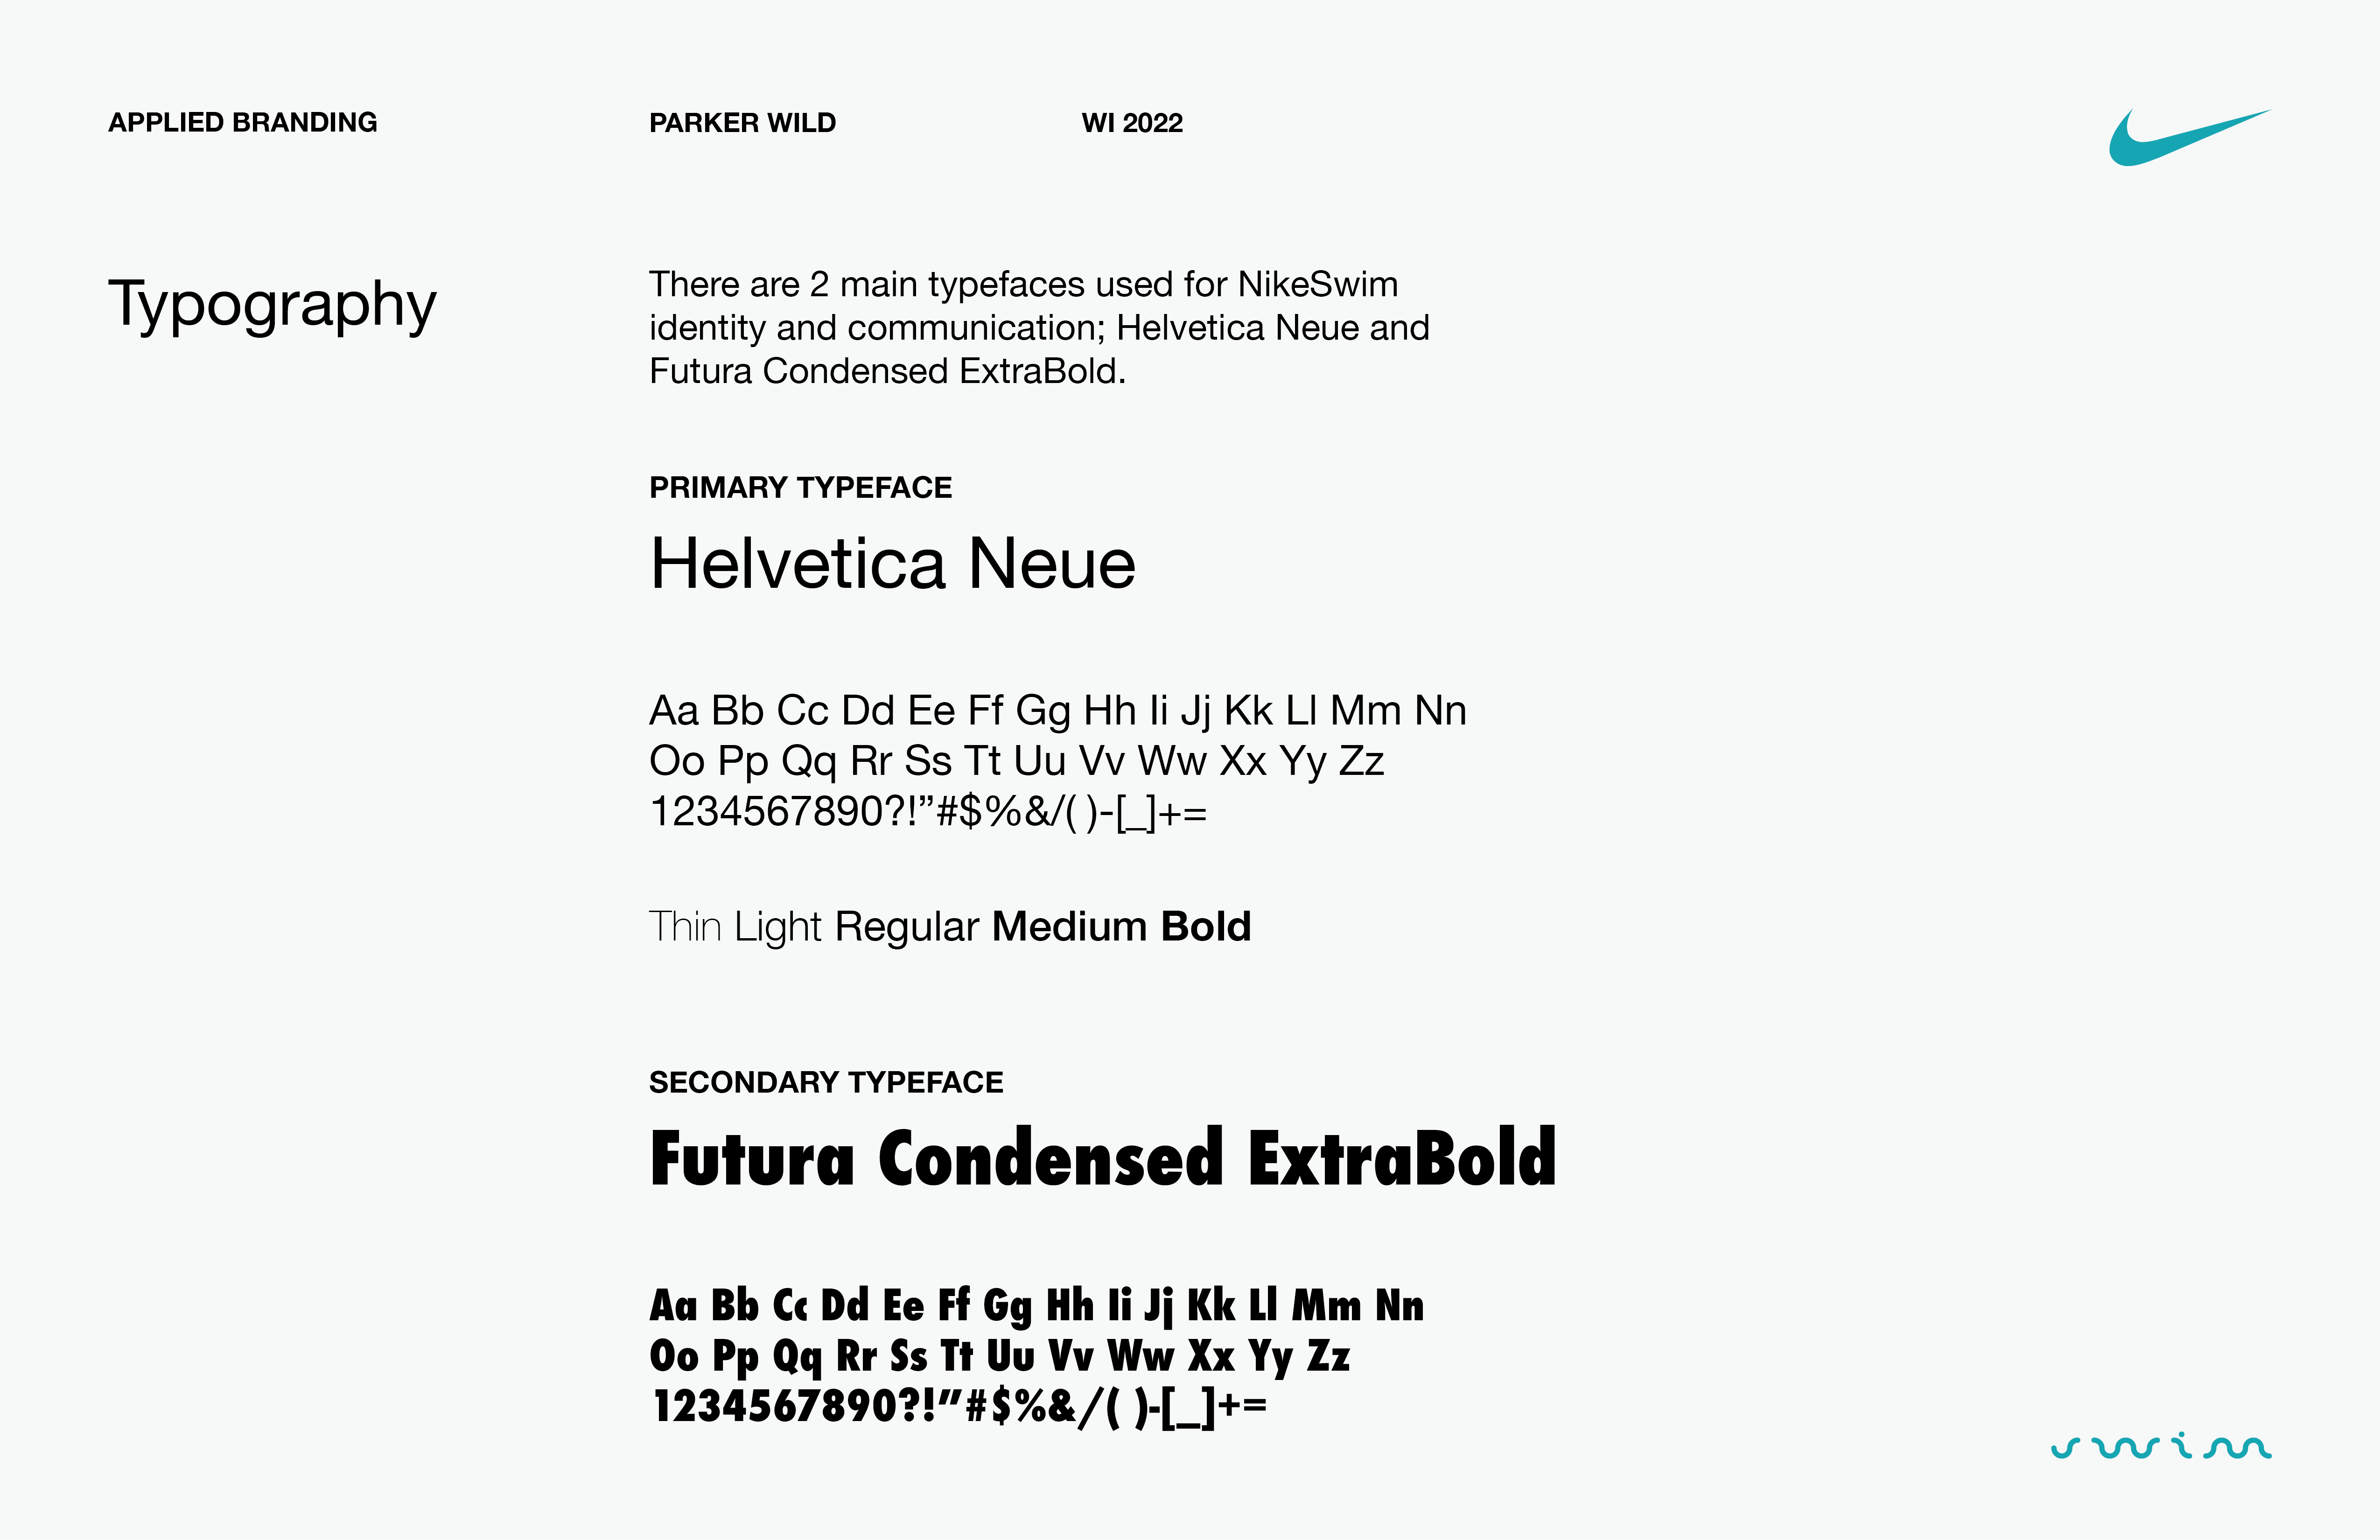 APPLIED BRANDING
PARKER WILD
WI 2022
Typography
There are 2 main typefaces used for NikeSwim
identity and communication; Helvetica Neue and
Futura Condensed ExtraBold.
PRIMARY TYPEFACE
Helvetica Neue
Aa Bb Cc Dd Ee Ff Gg Hh Ii Jj Kk Ll Mm Nn
Oo Pp Qq Rr Ss Tt Uu Vv Ww Xx Yy Zz
1234567890?!”#$%&/( )-[_]+=
Thin Light Regular Medium Bold
SECONDARY TYPEFACE
Futura Condensed ExtraBold
Aa Bb Cc Dd Ee Ff Gg Hh Ii Jj Kk Ll Mm Nn
Oo Pp Qq Rr Ss Tt Uu Vv Ww Xx Yy Zz
1234567890?!”#$%&/( )-[_]+=
swim